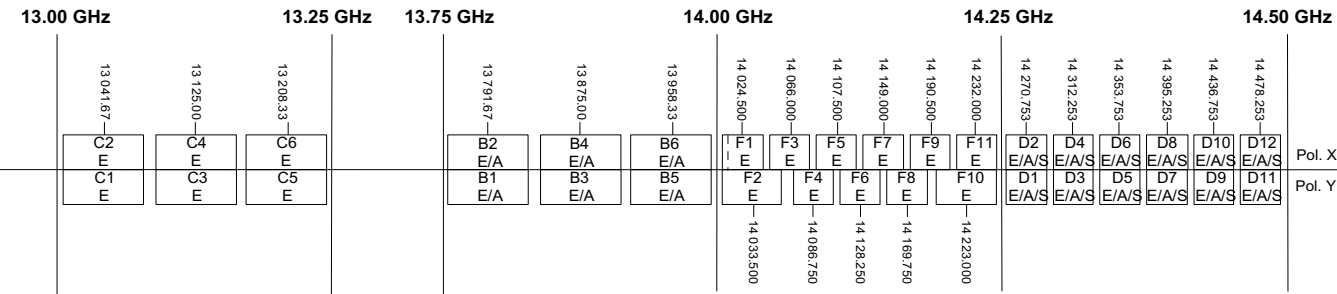 13.00 GHz 13.25 GHz 13.75 GHz 14.00 GHz 14.25 GHz 14.50 GHz
13 041.67 13 125.00 13 208.33 13 791.67 13 875.00 13 958.33 14 024.500 14 066.000 14 107.500 14 149.000 14 190.500 14 232.000 14 270.753 14 312.253 14 353.753 14 395.253 14 436.753 14 478.253
C2 C4 C6 B2 B4 B6 F1 F3 F5 F7 F9 F11 D2 D4 D6 D8 D10 D12
E E E E/A E/A E/A E E E E E E E/A/S E/A/S E/A/S E/A/S E/A/S E/A/S Pol. X
C1 C3 C5 B1 B3 B5 F2 F4 F6 F8 F10 D1 D3 D5 D7 D9 D11 Pol. Y
E E E E/A E/A E/A E E E E E E/A/S E/A/S E/A/S E/A/S E/A/S E/A/S
14 033.500 14 086.750 14 128.250 14 169.750 14 223.000